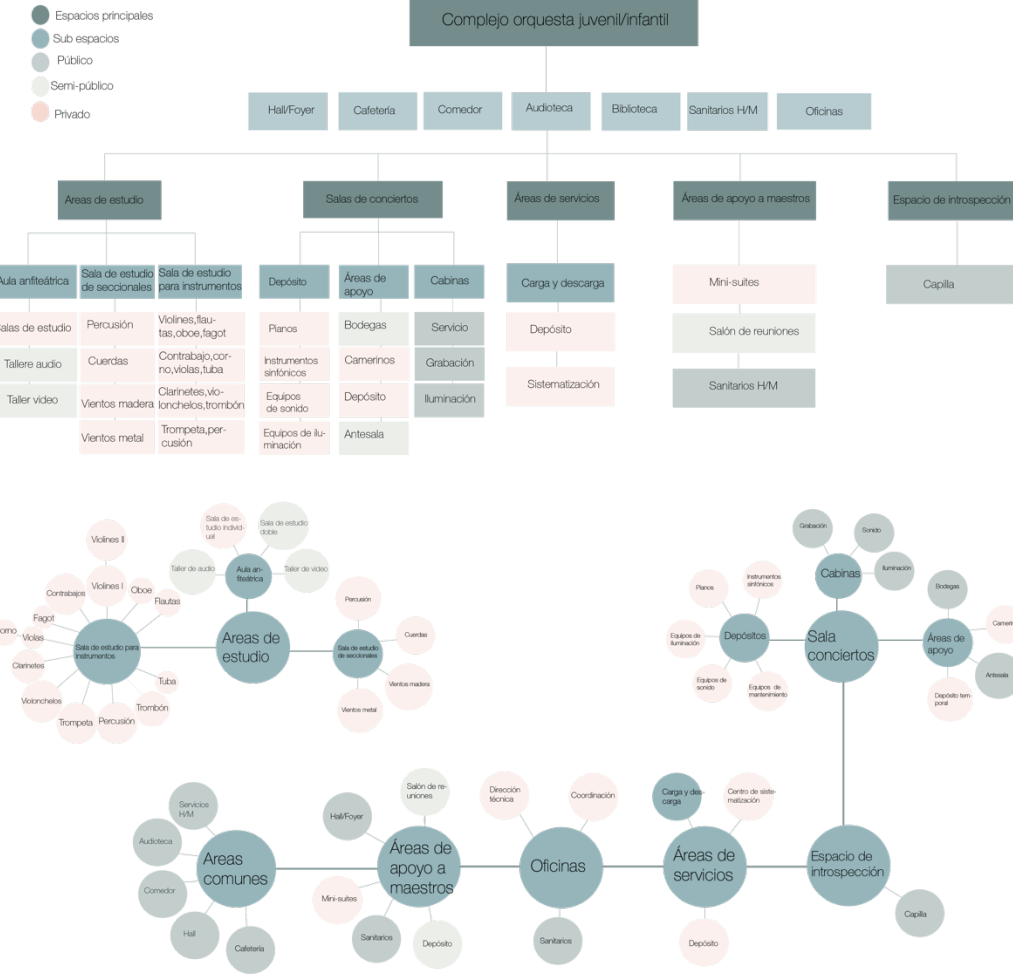 Espacios principales
Sub espacios
Público
Semi-público
Privado
Complejo orquesta juvenil/infantil
Hall/Foyer
Cafetería
Comedor
Audioteca
Biblioteca
Sanitarios H/M
Oficinas
Areas de estudio
Salas de conciertos
Áreas de servicios
Áreas de apoyo a maestros
Espacio de introspección
Aula anfiteátrica
Sala de estudio
de seccionales
Sala de estudio
para instrumentos
Depósito
Áreas de
apoyo
Cabinas
Carga y descarga
Mini-suites
Capilla
Salas de estudio
Tallere audio
Taller video
Percusión
Cuerdas
Vientos madera
Vientos metal
Violines,flau-
tas,oboe,fagot
Contrabajo,cor-
no,violas,tuba
Clarinetes,vio-
lonchelos,trombón
Trompeta,per-
cusión
Planos
Instrumentos
sinfónicos
Equipos
de sonido
Equipos de ilu-
minación
Bodegas
Camerinos
Depósito
Antesala
Servicio
Grabación
Iluminación
Depósito
Sistematización
Salón de reuniones
Sanitarios H/M
Violines II
Violines I
Contrabajos
Oboe
Flautas
Fagot
orno
Violas
Clarinetes
Violonchelos
Trompeta
Percusión
Trombón
Tuba
Sala de estudio para
instrumentos
Sala de es-
tudio individ-
ual
Sala de estudio
doble
Taller de audio
Taller de video
Aula an-
fiteátrica
Areas de
estudio
Sala de estudio
de seccionales
Percusión
Cuerdas
Vientos madera
Vientos metal
Grabación
Sonido
Iluminación
Cabinas
Planos
Instrumentos
sinfónicos
Equipos de
iluminación
Equipos de
sonido
Equipos de
mantenimiento
Depósitos
Sala
conciertos
Áreas de
apoyo
Bodegas
Camerin
Antesala
Depósito tem-
poral
Servicios
H/M
Audioteca
Comedor
Hall
Cafetería
Areas
comunes
Hall/Foyer
Salón de re-
uniones
Mini-suites
Sanitarios
Depósito
Áreas de
apoyo a
maestros
Dirección
técnica
Coordinación
Oficinas
Sanitarios
Carga y des-
carga
Centro de siste-
matización
Áreas de
servicios
Depósito
Espacio de
introspección
Capilla